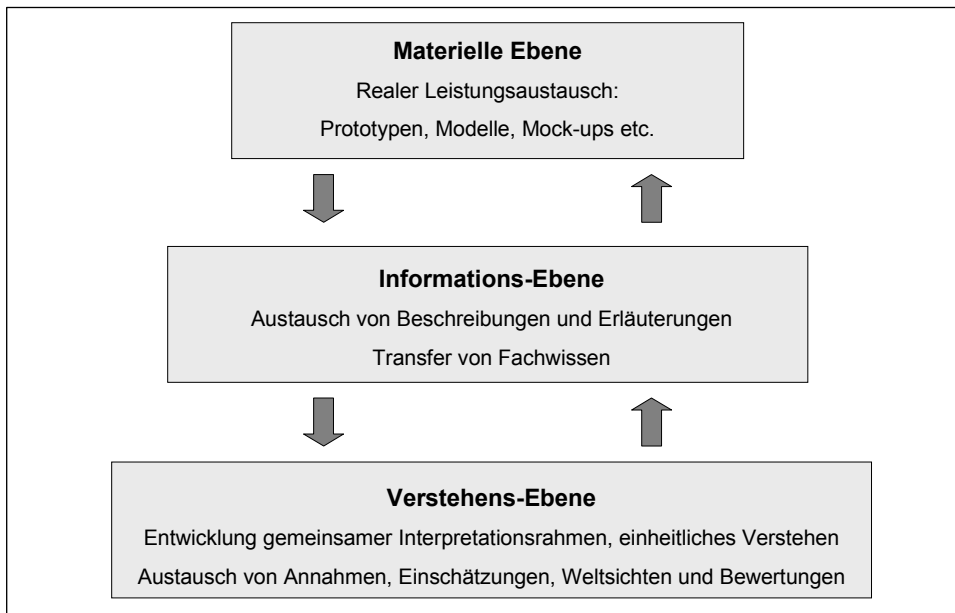 Materielle Ebene
Realer Leistungsaustausch:
Prototypen, Modelle, Mock-ups etc.
Informations-Ebene
Austausch von Beschreibungen und Erläuterungen
Transfer von Fachwissen
Verstehens-Ebene
Entwicklung gemeinsamer Interpretationsrahmen, einheitliches Verstehen
Austausch von Annahmen, Einschätzungen, Weltsichten und Bewertungen